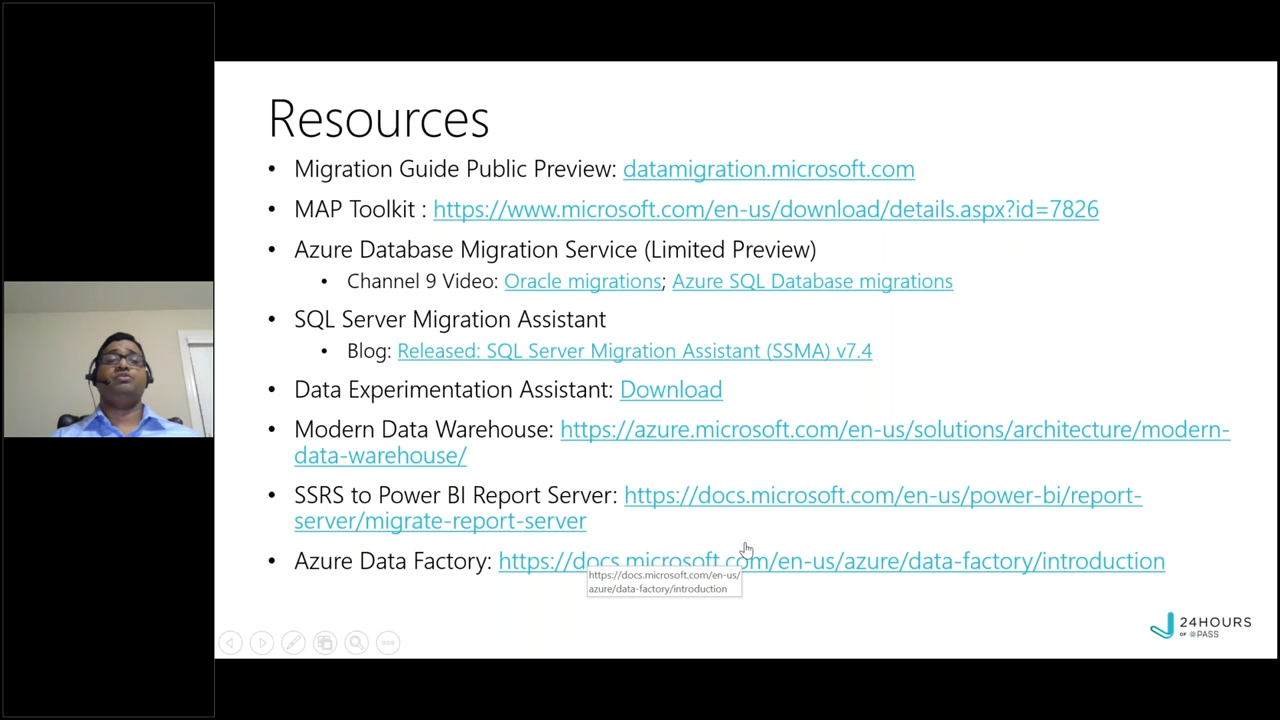 Resources
• Migration Guide Public Preview: datamigration.microsoft.com
• MAP Toolkit : https://www.microsoft.com/en-us/download/details.aspx?id=7826
• Azure Database Migration Service (Limited Preview)
• Channel 9 Video: Oracle migrations; Azure SQL Database migrations
• SQL Server Migration Assistant
• Blog: Released: SQL Server Migration Assistant (SSMA) v7.4
• Data Experimentation Assistant: Download
• Modern Data Warehouse: https://azure.microsoft.com/en-us/solutions/architecture/modern-
data-warehouse/
• SSRS to Power BI Report Server: https://docs.microsoft.com/en-us/power-bi/report-
server/migrate-report-server
• Azure Data Factory: https://docs.microsoft.com/en-us/azure/data-factory/introduction
https://docs.microsoft.com/en-us/
azure/data-factory/introduction
24HOURS
OF @PASS